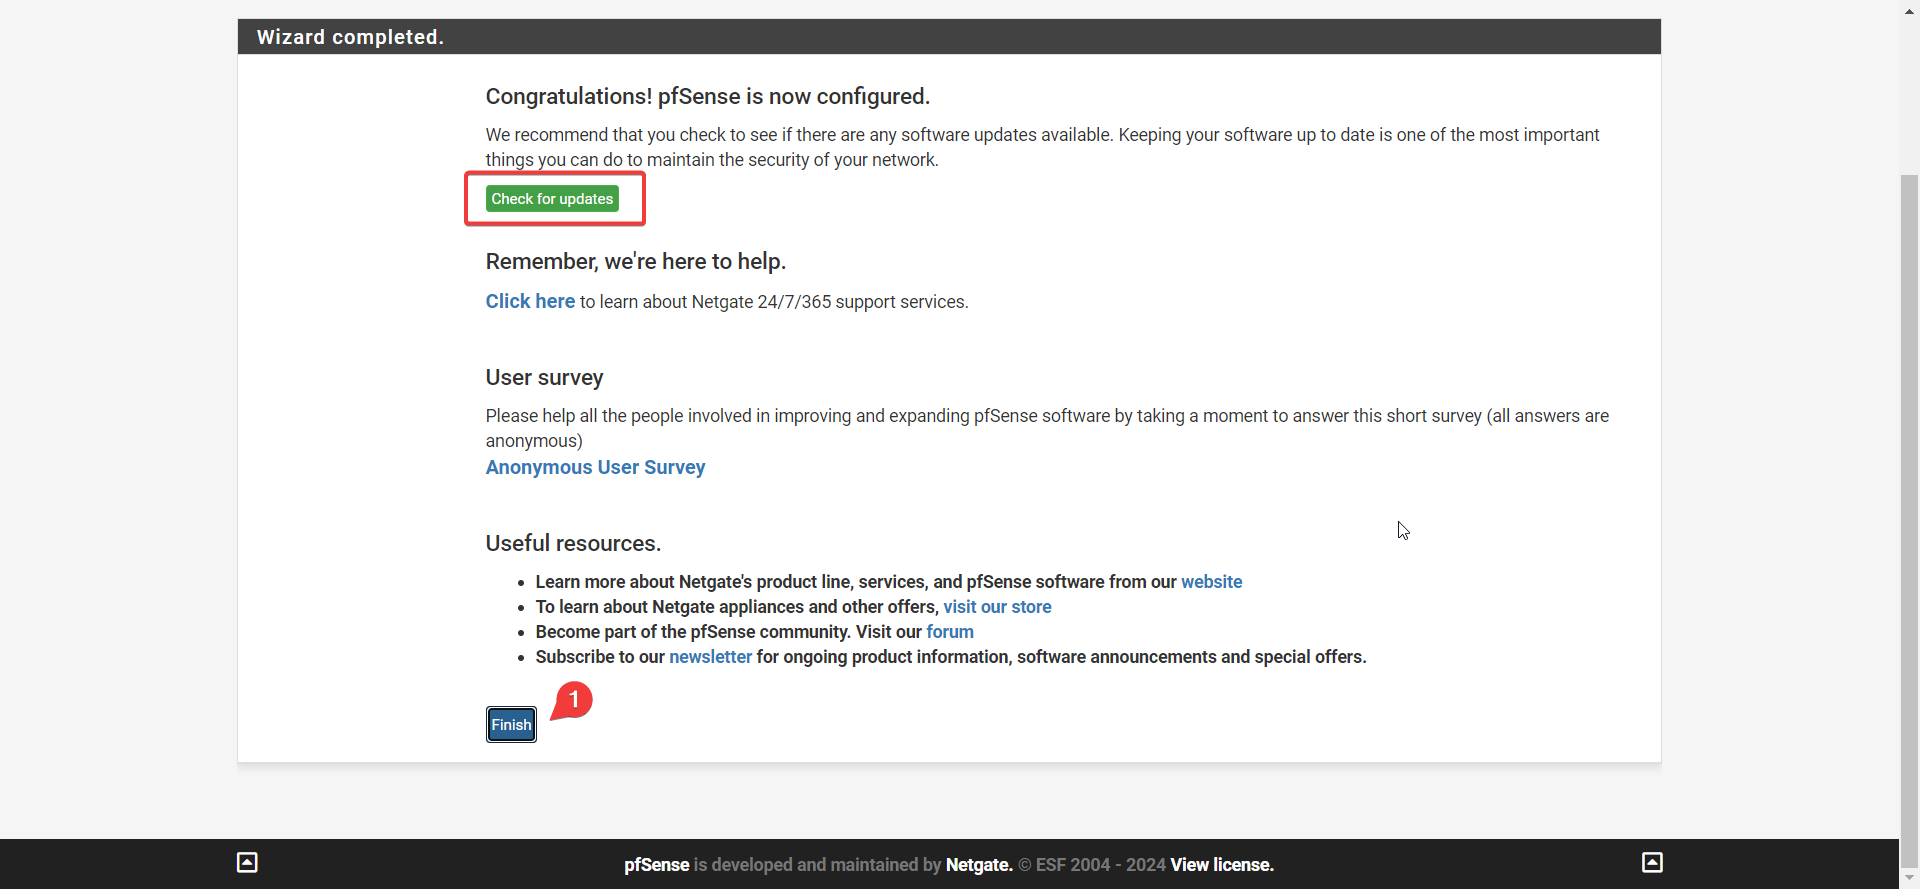 Wizard completed.
Congratulations! pfSense is now configured.
We recommend that you check to see if there are any software updates available. Keeping your software up to date is one of the most important
things you can do to maintain the security of your network.
Check for updates
Remember, we're here to help.
Click here to learn about Netgate 24/7/365 support services.
User survey
Please help all the people involved in improving and expanding pfSense software by taking a moment to answer this short survey (all answers are
anonymous)
Anonymous User Survey
Useful resources.
• Learn more about Netgate's product line, services, and pfSense software from our website
• To learn about Netgate appliances and other offers, visit our store
• Become part of the pfSense community. Visit our forum
• Subscribe to our newsletter for ongoing product information, software announcements and special offers.
1
Finish
pfSense is developed and maintained by Netgate. © ESF 2004 - 2024 View license.